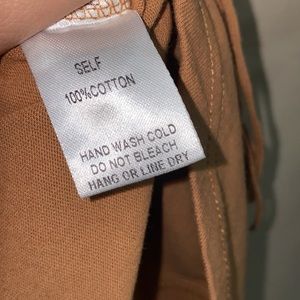 SELF
100%COTTON
HAND WASH COLD
DO NOT BLEACH
HANG OR LINE DRY